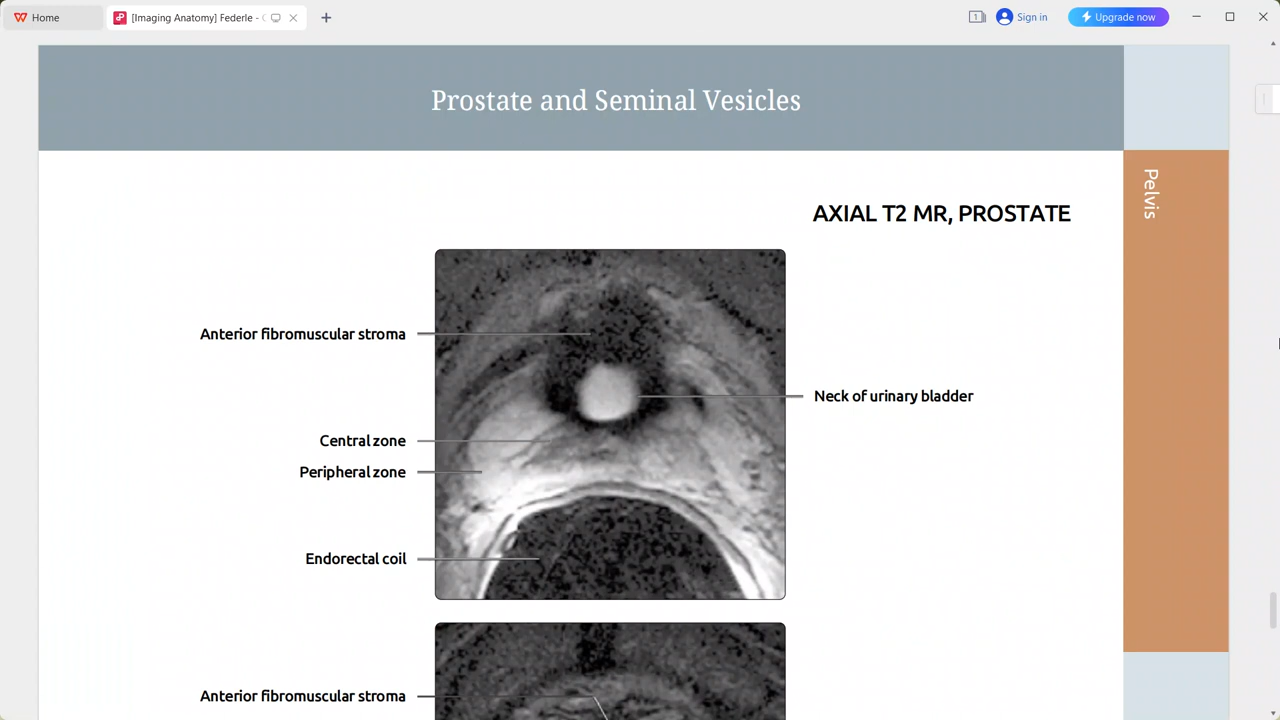 Home
[Imaging Anatomy] Federle -
1
Sign in
Upgrade now
Prostate and Seminal Vesicles
Pelvis
AXIAL T2 MR, PROSTATE
Anterior fibromuscular stroma
Neck of urinary bladder
Central zone
Peripheral zone
Endorectal coil
Anterior fibromuscular stroma